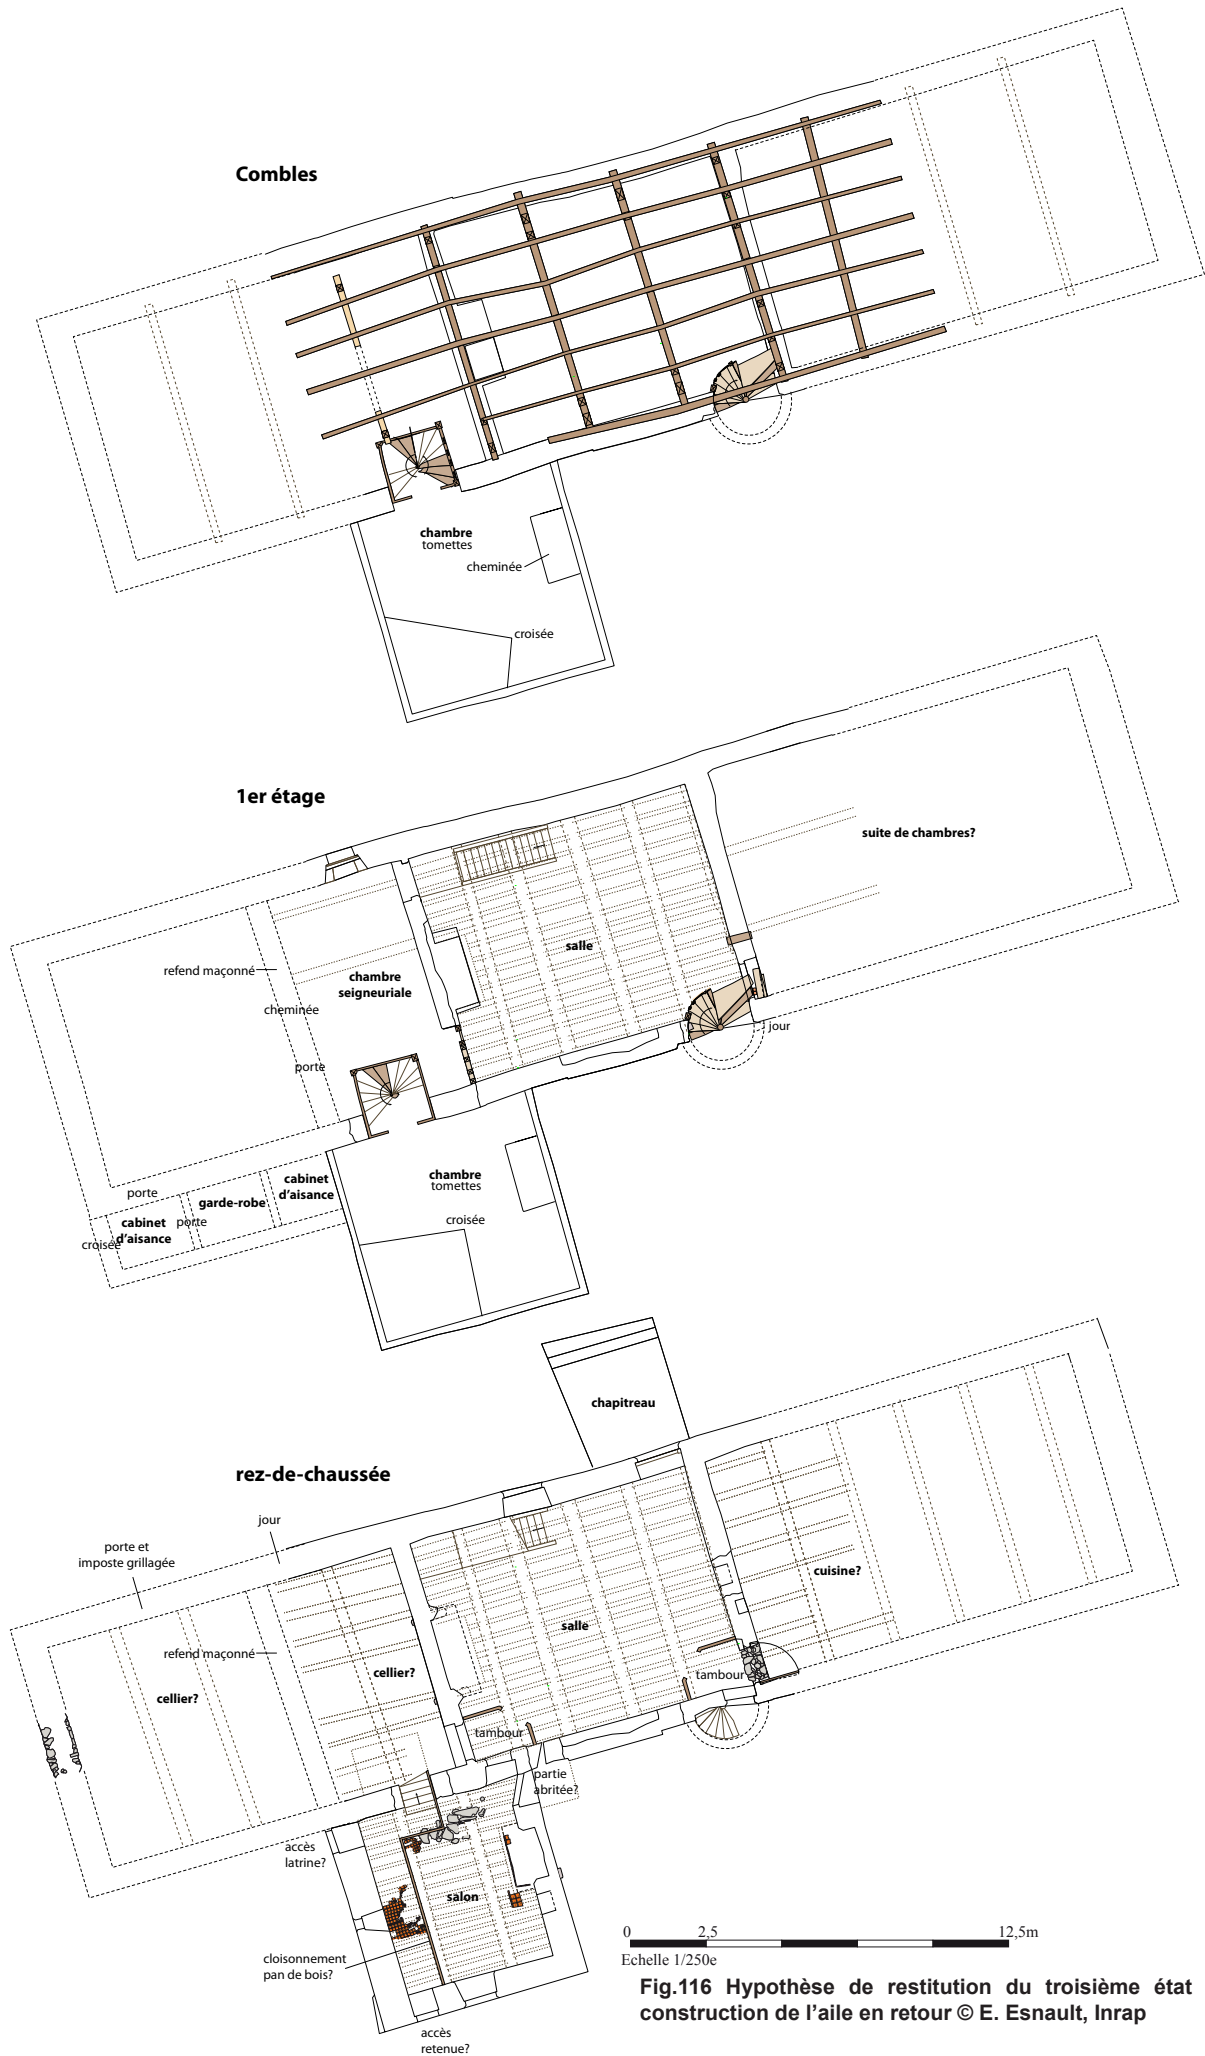 Combles
chambre
tomettes
cheminée
croisée
1er étage
suite de chambres?
salle
refend maçonné
chambre
seigneuriale
cheminée
porte
jour
chambre
tomettes
croisée
cabinet
d'aisance
garde-robe
porte
porte
cabinet
d'aisance
croisée
chapitreau
rez-de-chaussée
jour
porte et
imposte grillagée
cuisine?
salle
refend maçonné
cellier?
cellier?
tambour
tambour
partie
abritée?
accès
latrine?
salon
cloisonnement
pan de bois?
accès
retenue?
0 2,5 12,5m
Echelle 1/250e
Fig.116 Hypothèse de restitution du troisième état
construction de l'aile en retour © E. Esnault, Inrap